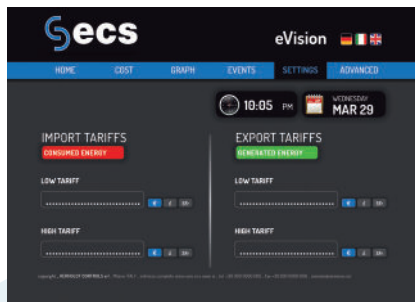 Secs
eVision
HOME COST GRAPH EVENTS SETTINGS ADVANCED
10:05 PM
WEDNESDAY
MAR 29
IMPORT TARIFFS
CONSUMED ENERGY
LOW TARIFF
€ £
HIGH TARIFF
€ £
EXPORT TARIFFS
GENERATED ENERGY
LOW TARIFF
€ £
HIGH TARIFF
€ £